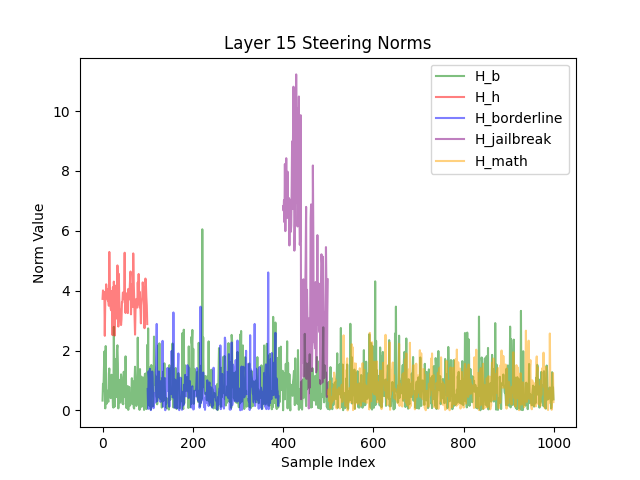 Layer 15 Steering Norms
H_b
H_h
H_borderline
H_jailbreak
H_math
10
8
6
4
2
0
Norm Value
0
200
400
600
800
1000
Sample Index